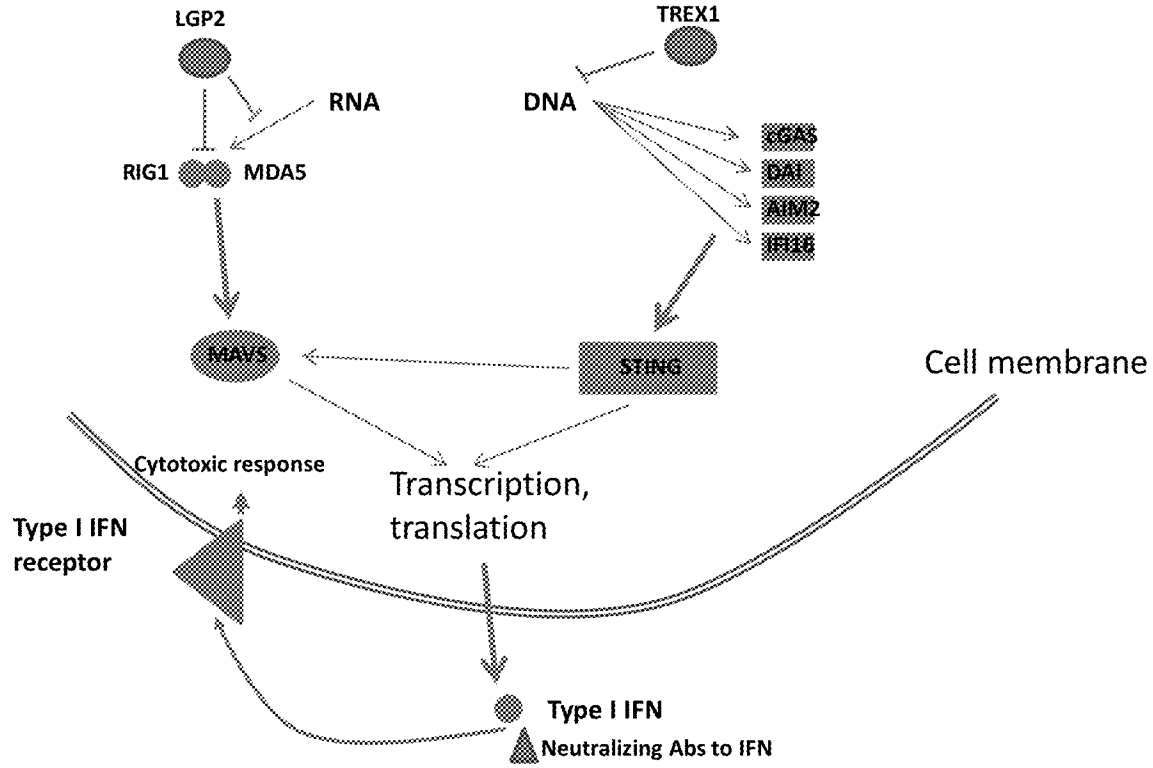 LGP2
TREX1
RNA
DNA
cGAS
DAI
AIM2
IFI16
RIG1
MDA5
MAVS
STING
Cell membrane
Cytotoxic response
Transcription,
translation
Type I IFN
receptor
Type I IFN
Neutralizing Abs to IFN